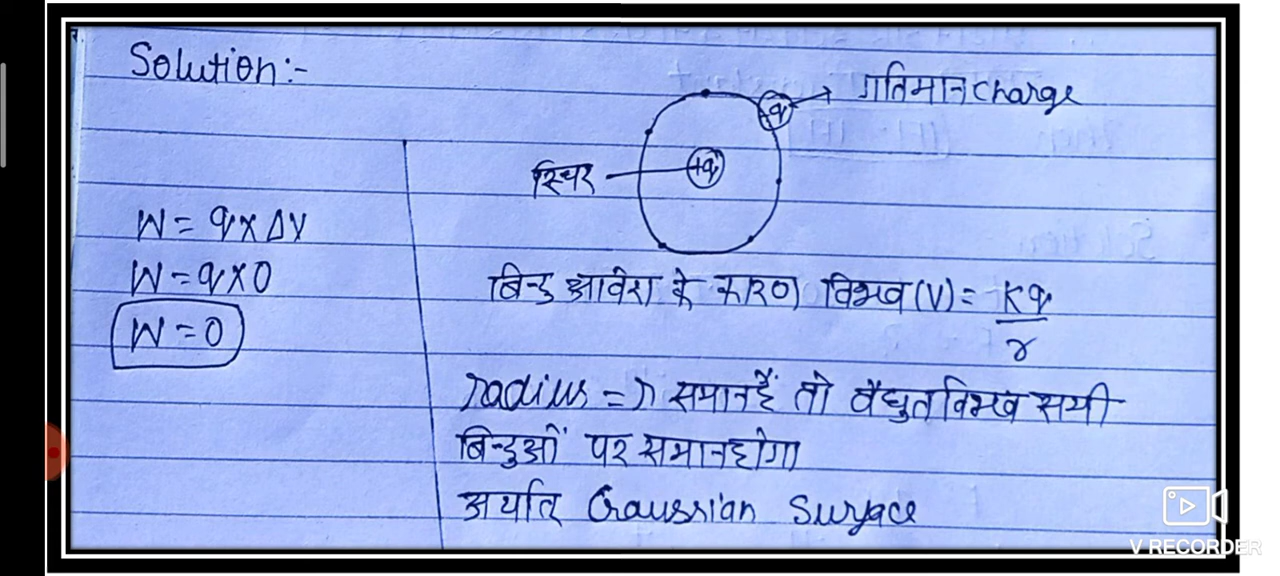 Solution:-
गतिमान charge
-q
स्थिर
+q
W = q x ΔV
W = q x 0
W = 0
बिन्दु आवेश के कारण विभव (V) = Kq/r
radius = r समान हैं तो वैधुत विभव सभी
बिन्दुओं पर समान होगा
अर्थात Gaussian Surface
V RECORDER